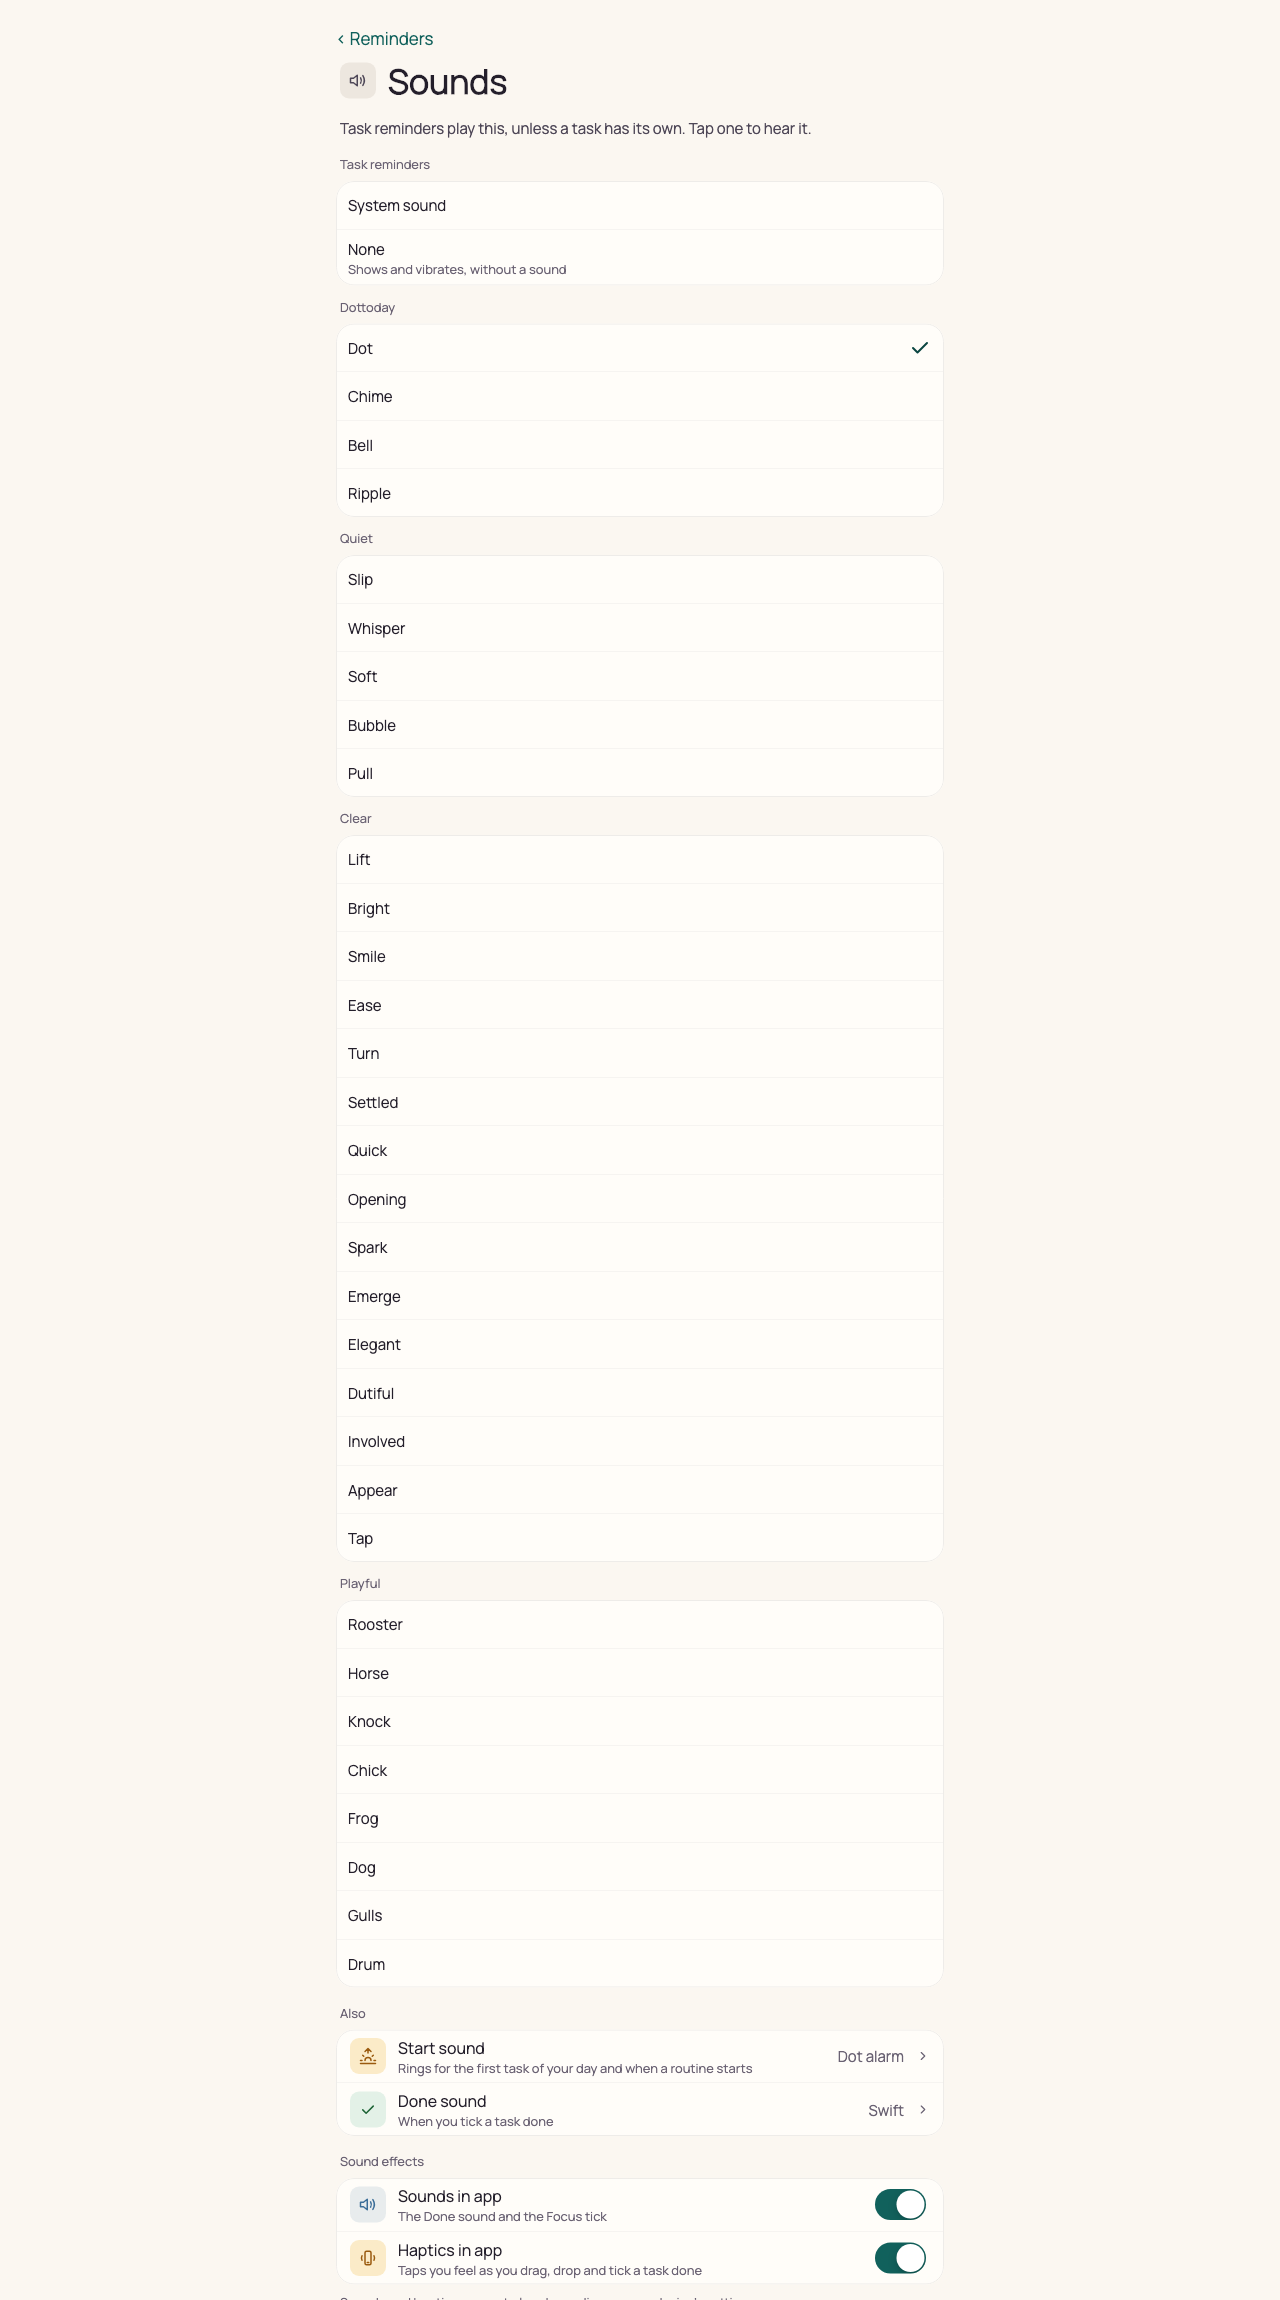 Reminders
Sounds
Task reminders play this, unless a task has its own. Tap one to hear it.
Task reminders
System sound
None
Shows and vibrates, without a sound
Dottoday
Dot
Chime
Bell
Ripple
Quiet
Slip
Whisper
Soft
Bubble
Pull
Clear
Lift
Bright
Smile
Ease
Turn
Settled
Quick
Opening
Spark
Emerge
Elegant
Dutiful
Involved
Appear
Tap
Playful
Rooster
Horse
Knock
Chick
Frog
Dog
Gulls
Drum
Also
Start sound
Dot alarm
Rings for the first task of your day and when a routine starts
Done sound
Swift
When you tick a task done
Sound effects
Sounds in app
The Done sound and the Focus tick
Haptics in app
Taps you feel as you drag, drop and tick a task done